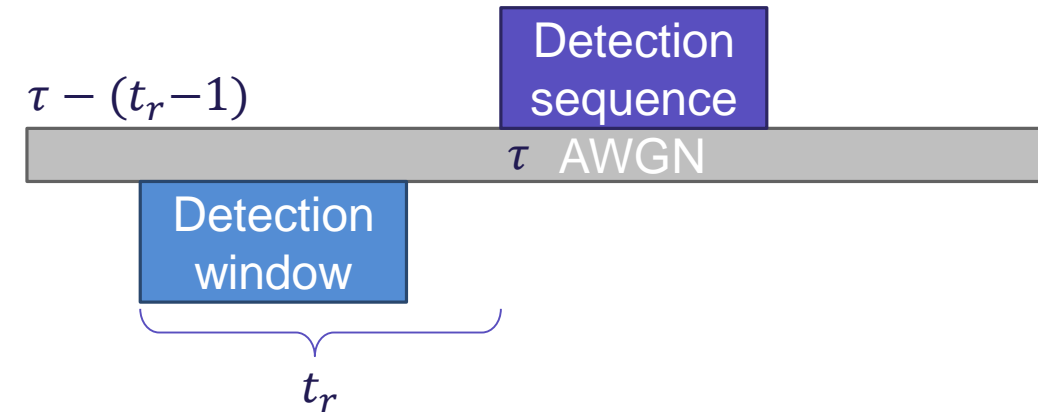 Detection
sequence
τ − (t_r−1)
τ AWGN
Detection
window
t_r